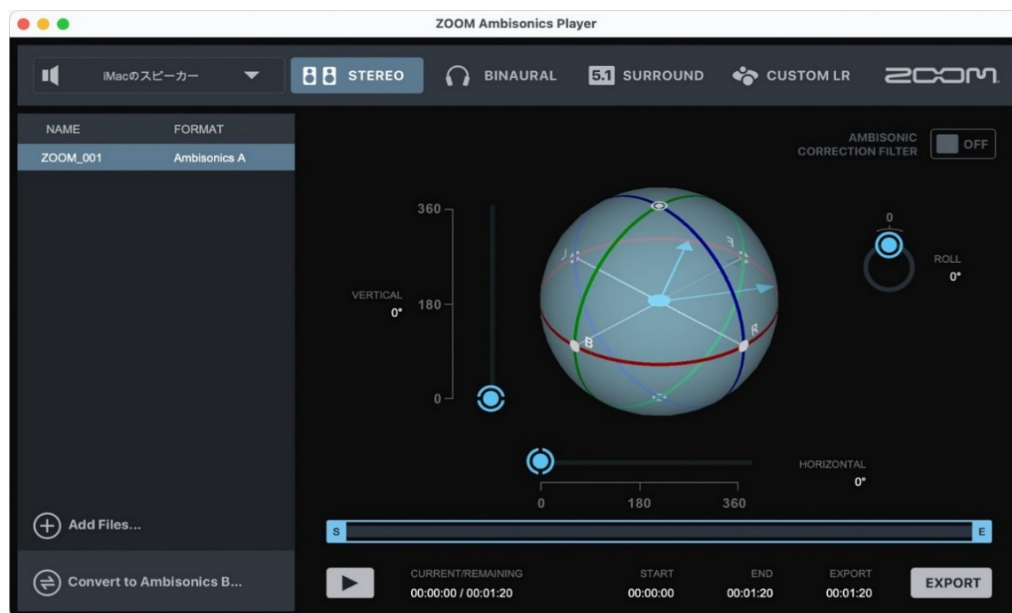 ZOOM Ambisonics Player
iMacのスピーカー
STEREO
BINAURAL
5.1 SURROUND
CUSTOM LR
ZOOM
NAME FORMAT
ZOOM_001 Ambisonics A
AMBISONIC
CORRECTION FILTER
OFF
360
VERTICAL
0°
180
0
L
F
B
R
0
ROLL
0°
HORIZONTAL
0°
0 180 360
Add Files...
S E
Convert to Ambisonics B...
CURRENT/REMAINING START END EXPORT
00:00:00 / 00:01:20 00:00:00 00:01:20 00:01:20
EXPORT